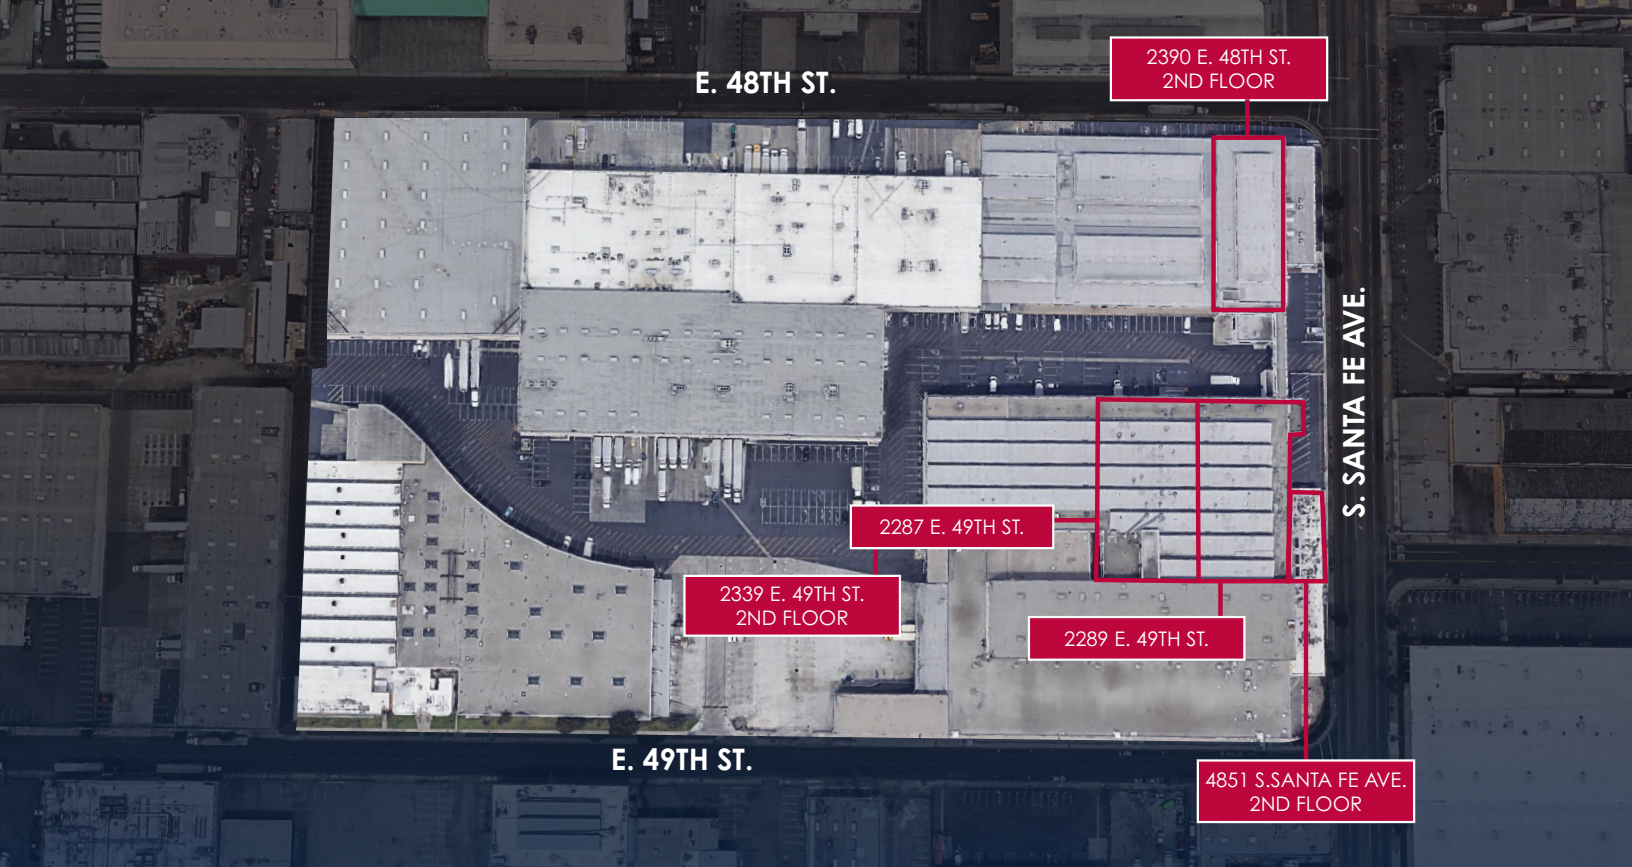 2390 E. 48TH ST.
2ND FLOOR
E. 48TH ST.
S. SANTA FE AVE.
2287 E. 49TH ST.
2339 E. 49TH ST.
2ND FLOOR
2289 E. 49TH ST.
E. 49TH ST.
4851 S.SANTA FE AVE.
2ND FLOOR